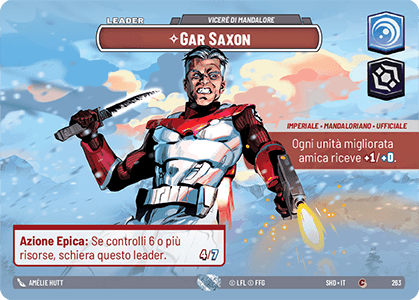 LEADER
VICERÉ DI MANDALORE
GAR SAXON
IMPERIALE • MANDALORIANO • UFFICIALE
Ogni unità migliorata
amica riceve +1/+0.
Azione Epica: Se controlli 6 o più
risorse, schiera questo leader.
4/7
AMÉLIE HUTT
© LFL © FFG
SHD • IT
C
263